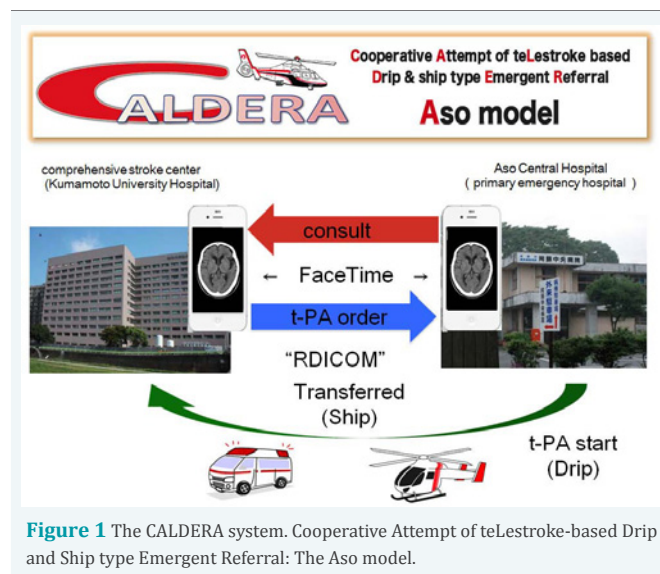 CALDERA
Cooperative Attempt of teLestroke based
Drip & ship type Emergent Referral
Aso model
comprehensive stroke center
(Kumamoto University Hospital)
Aso Central Hospital
( primary emergency hospital )
consult
← FaceTime →
t-PA order
“RDICOM”
Transferred
(Ship)
t-PA start
(Drip)
Figure 1 The CALDERA system. Cooperative Attempt of teLestroke-based Drip
and Ship type Emergent Referral: The Aso model.